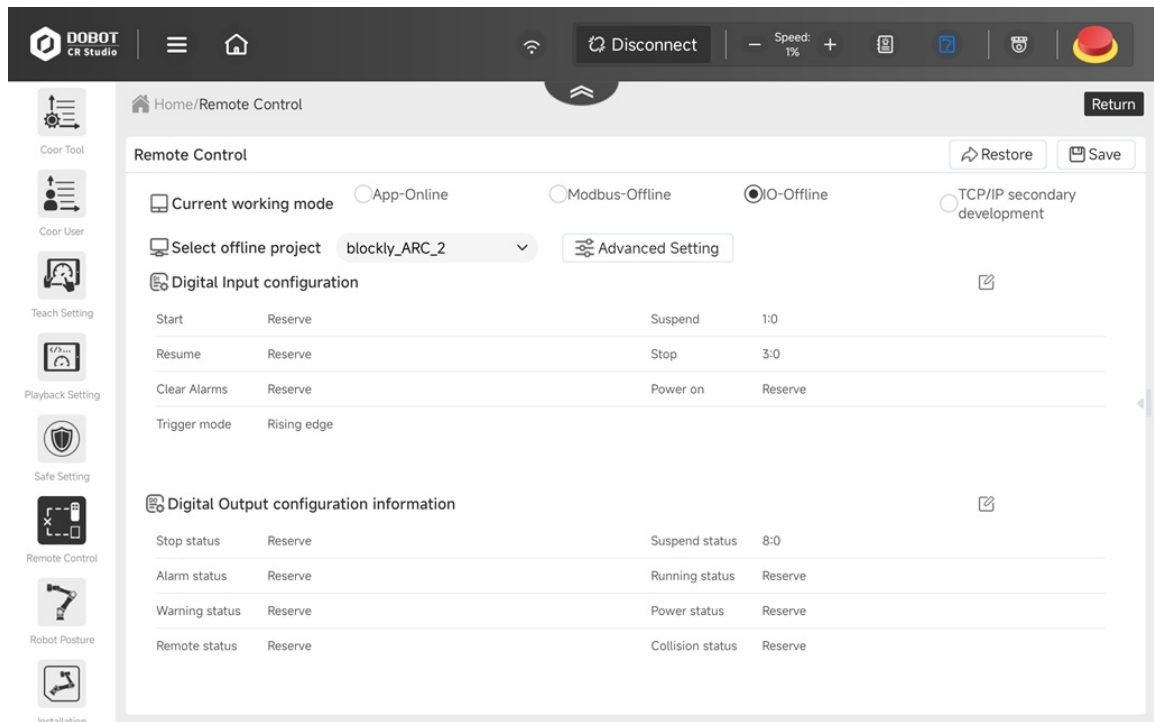 DOBOT
CR Studio
Disconnect
Speed:
1%
Home/Remote Control
Return
Coor Tool
Coor User
Teach Setting
Playback Setting
Safe Setting
Remote Control
Robot Posture
Installation
Remote Control
Restore
Save
Current working mode
App-Online
Modbus-Offline
IO-Offline
TCP/IP secondary
development
Select offline project
blockly_ARC_2
Advanced Setting
Digital Input configuration
Start Reserve Suspend 1:0
Resume Reserve Stop 3:0
Clear Alarms Reserve Power on Reserve
Trigger mode Rising edge
Digital Output configuration information
Stop status Reserve Suspend status 8:0
Alarm status Reserve Running status Reserve
Warning status Reserve Power status Reserve
Remote status Reserve Collision status Reserve